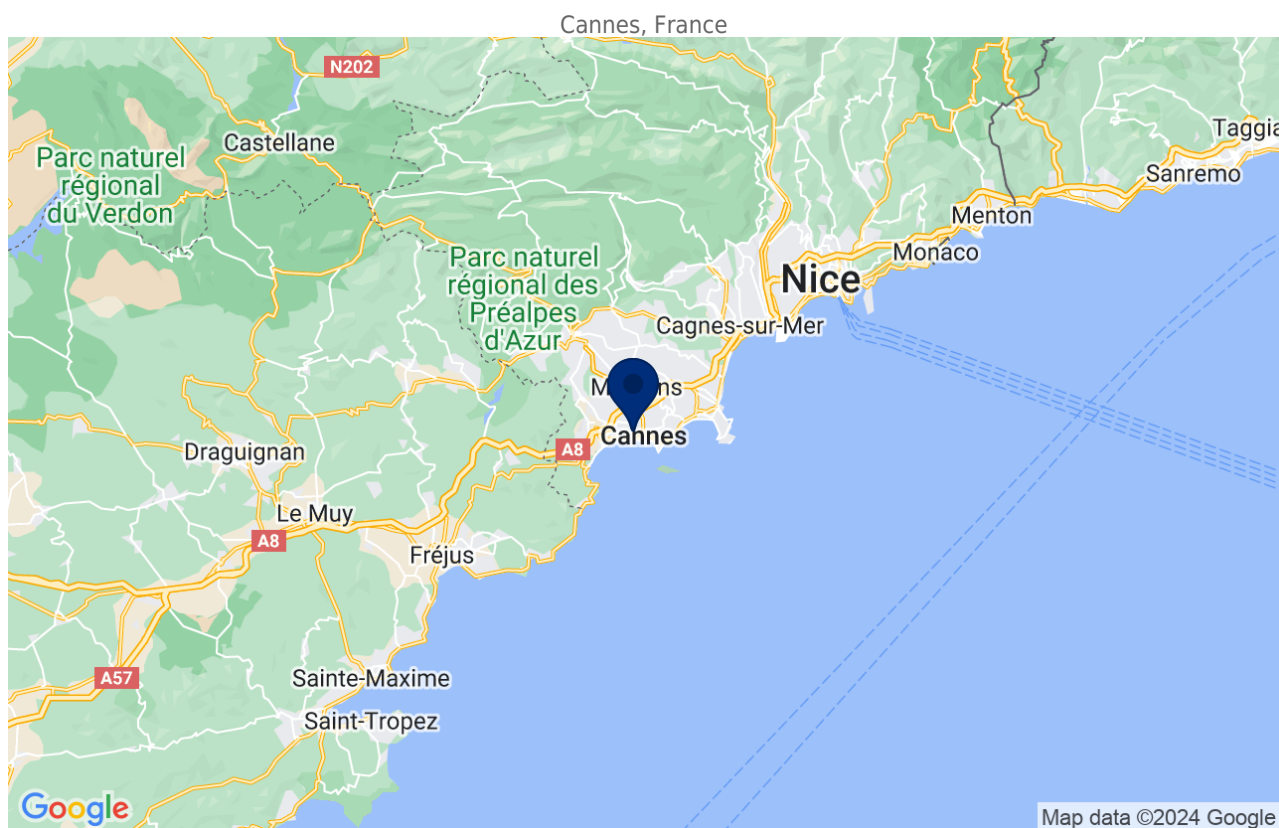 Cannes, France
N202
Castellane
Taggia
Parc naturel
régional
du Verdon
Sanremo
Menton
Monaco
Parc naturel
régional des
Préalpes
d'Azur
Nice
Cagnes-sur-Mer
Cannes
A8
Draguignan
Le Muy
A8
Fréjus
A57
Sainte-Maxime
Saint-Tropez
Google
Map data ©2024 Google